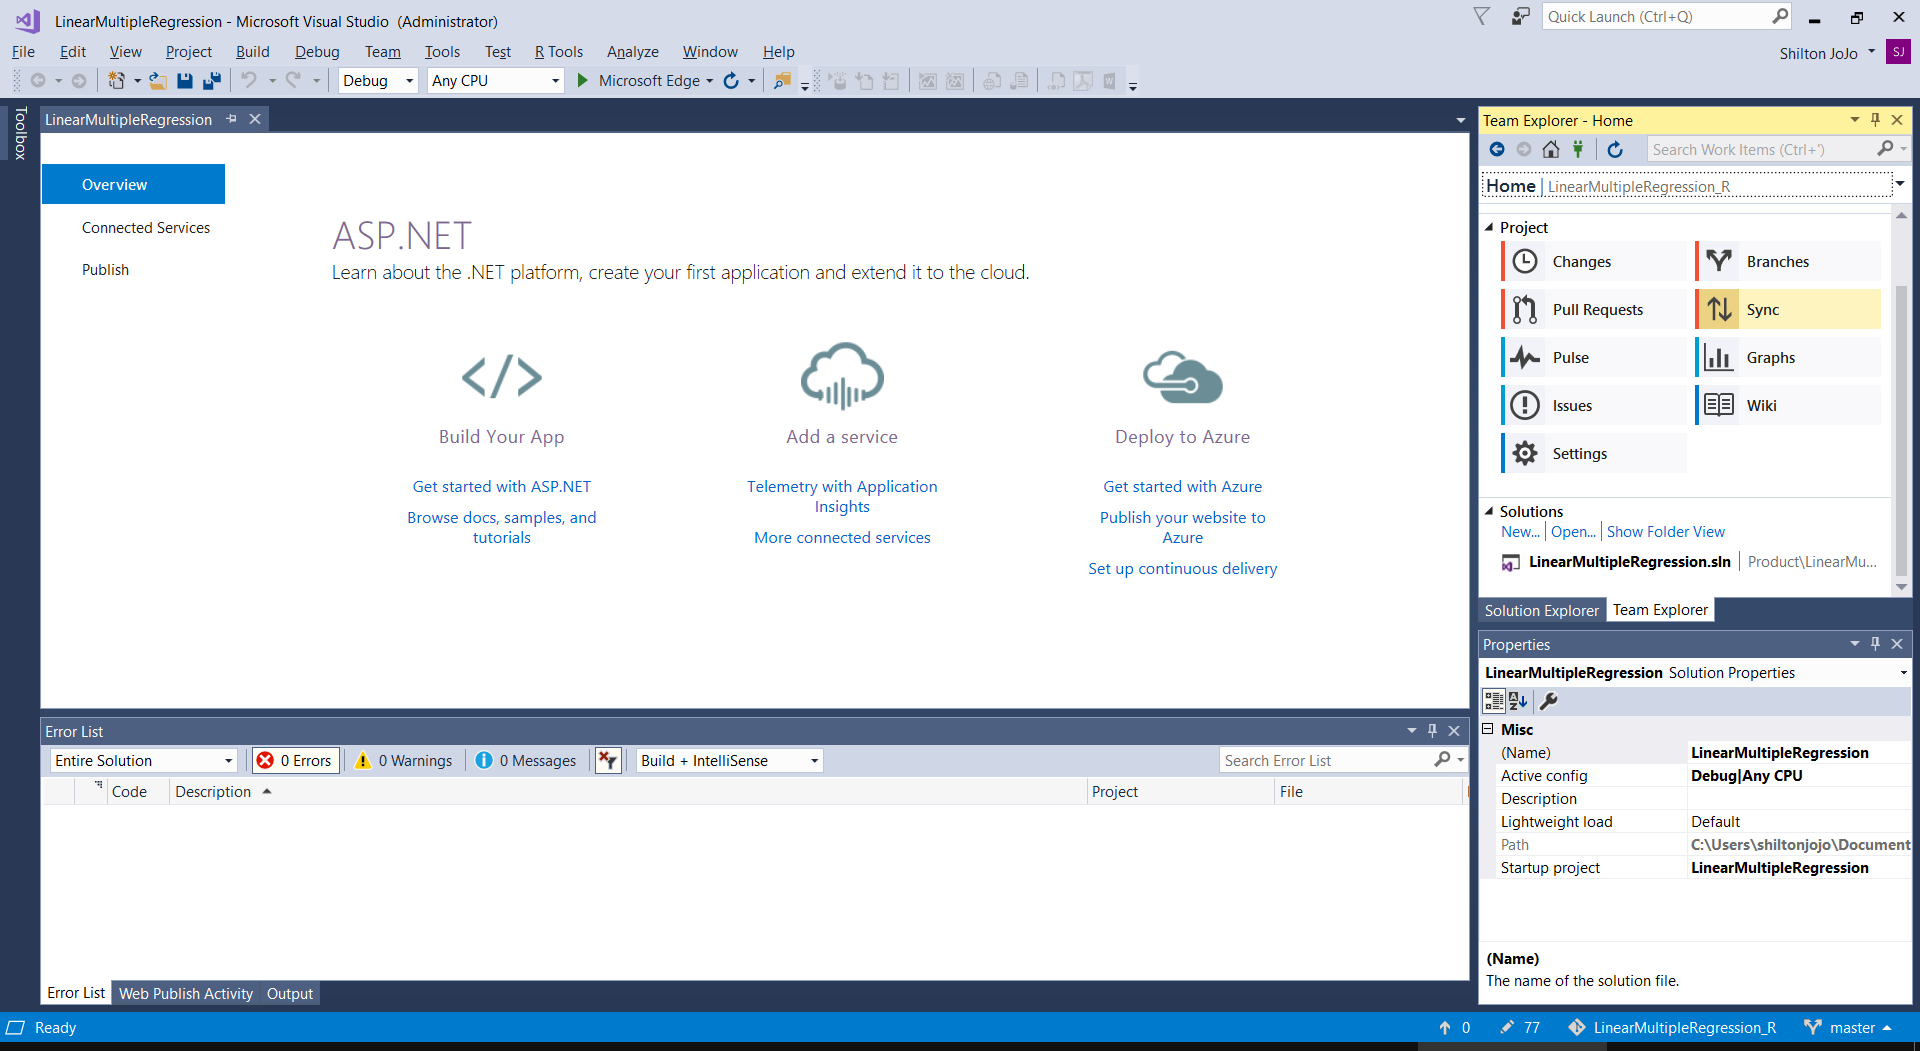 LinearMultipleRegression - Microsoft Visual Studio  (Administrator)
Quick Launch (Ctrl+Q)
File Edit View Project Build Debug Team Tools Test R Tools Analyze Window Help
Shilton JoJo
SJ
Debug Any CPU Microsoft Edge
Toolbox
LinearMultipleRegression
Overview
Connected Services
Publish
ASP.NET
Learn about the .NET platform, create your first application and extend it to the cloud.
Build Your App
Get started with ASP.NET
Browse docs, samples, and
tutorials
Add a service
Telemetry with Application
Insights
More connected services
Deploy to Azure
Get started with Azure
Publish your website to
Azure
Set up continuous delivery
Team Explorer - Home
Search Work Items (Ctrl+')
Home | LinearMultipleRegression_R
Project
Changes Branches
Pull Requests Sync
Pulse Graphs
Issues Wiki
Settings
Solutions
New... Open... Show Folder View
LinearMultipleRegression.sln Product\LinearMu...
Solution Explorer Team Explorer
Properties
LinearMultipleRegression Solution Properties
Misc
(Name) LinearMultipleRegression
Active config Debug|Any CPU
Description
Lightweight load Default
Path C:\Users\shiltonjojo\Document
Startup project LinearMultipleRegression
(Name)
The name of the solution file.
Error List
Entire Solution 0 Errors 0 Warnings 0 Messages Build + IntelliSense Search Error List
Code Description Project File
Error List Web Publish Activity Output
Ready 0 77 LinearMultipleRegression_R master